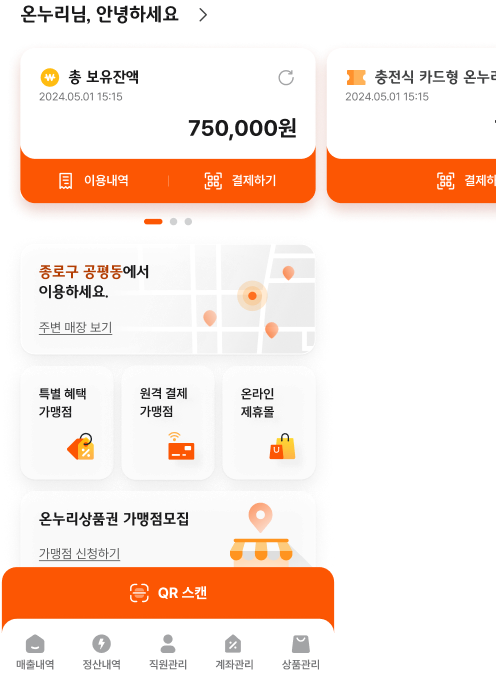 온누리님, 안녕하세요
총 보유잔액
2024.05.01 15:15
750,000원
이용내역
결제하기
충전식 카드형 온누리
2024.05.01 15:15
결제하
종로구 공평동에서
이용하세요.
주변 매장 보기
특별 혜택
가맹점
원격 결제
가맹점
온라인
제휴몰
온누리상품권 가맹점모집
가맹점 신청하기
QR 스캔
매출내역
정산내역
직원관리
계좌관리
상품관리